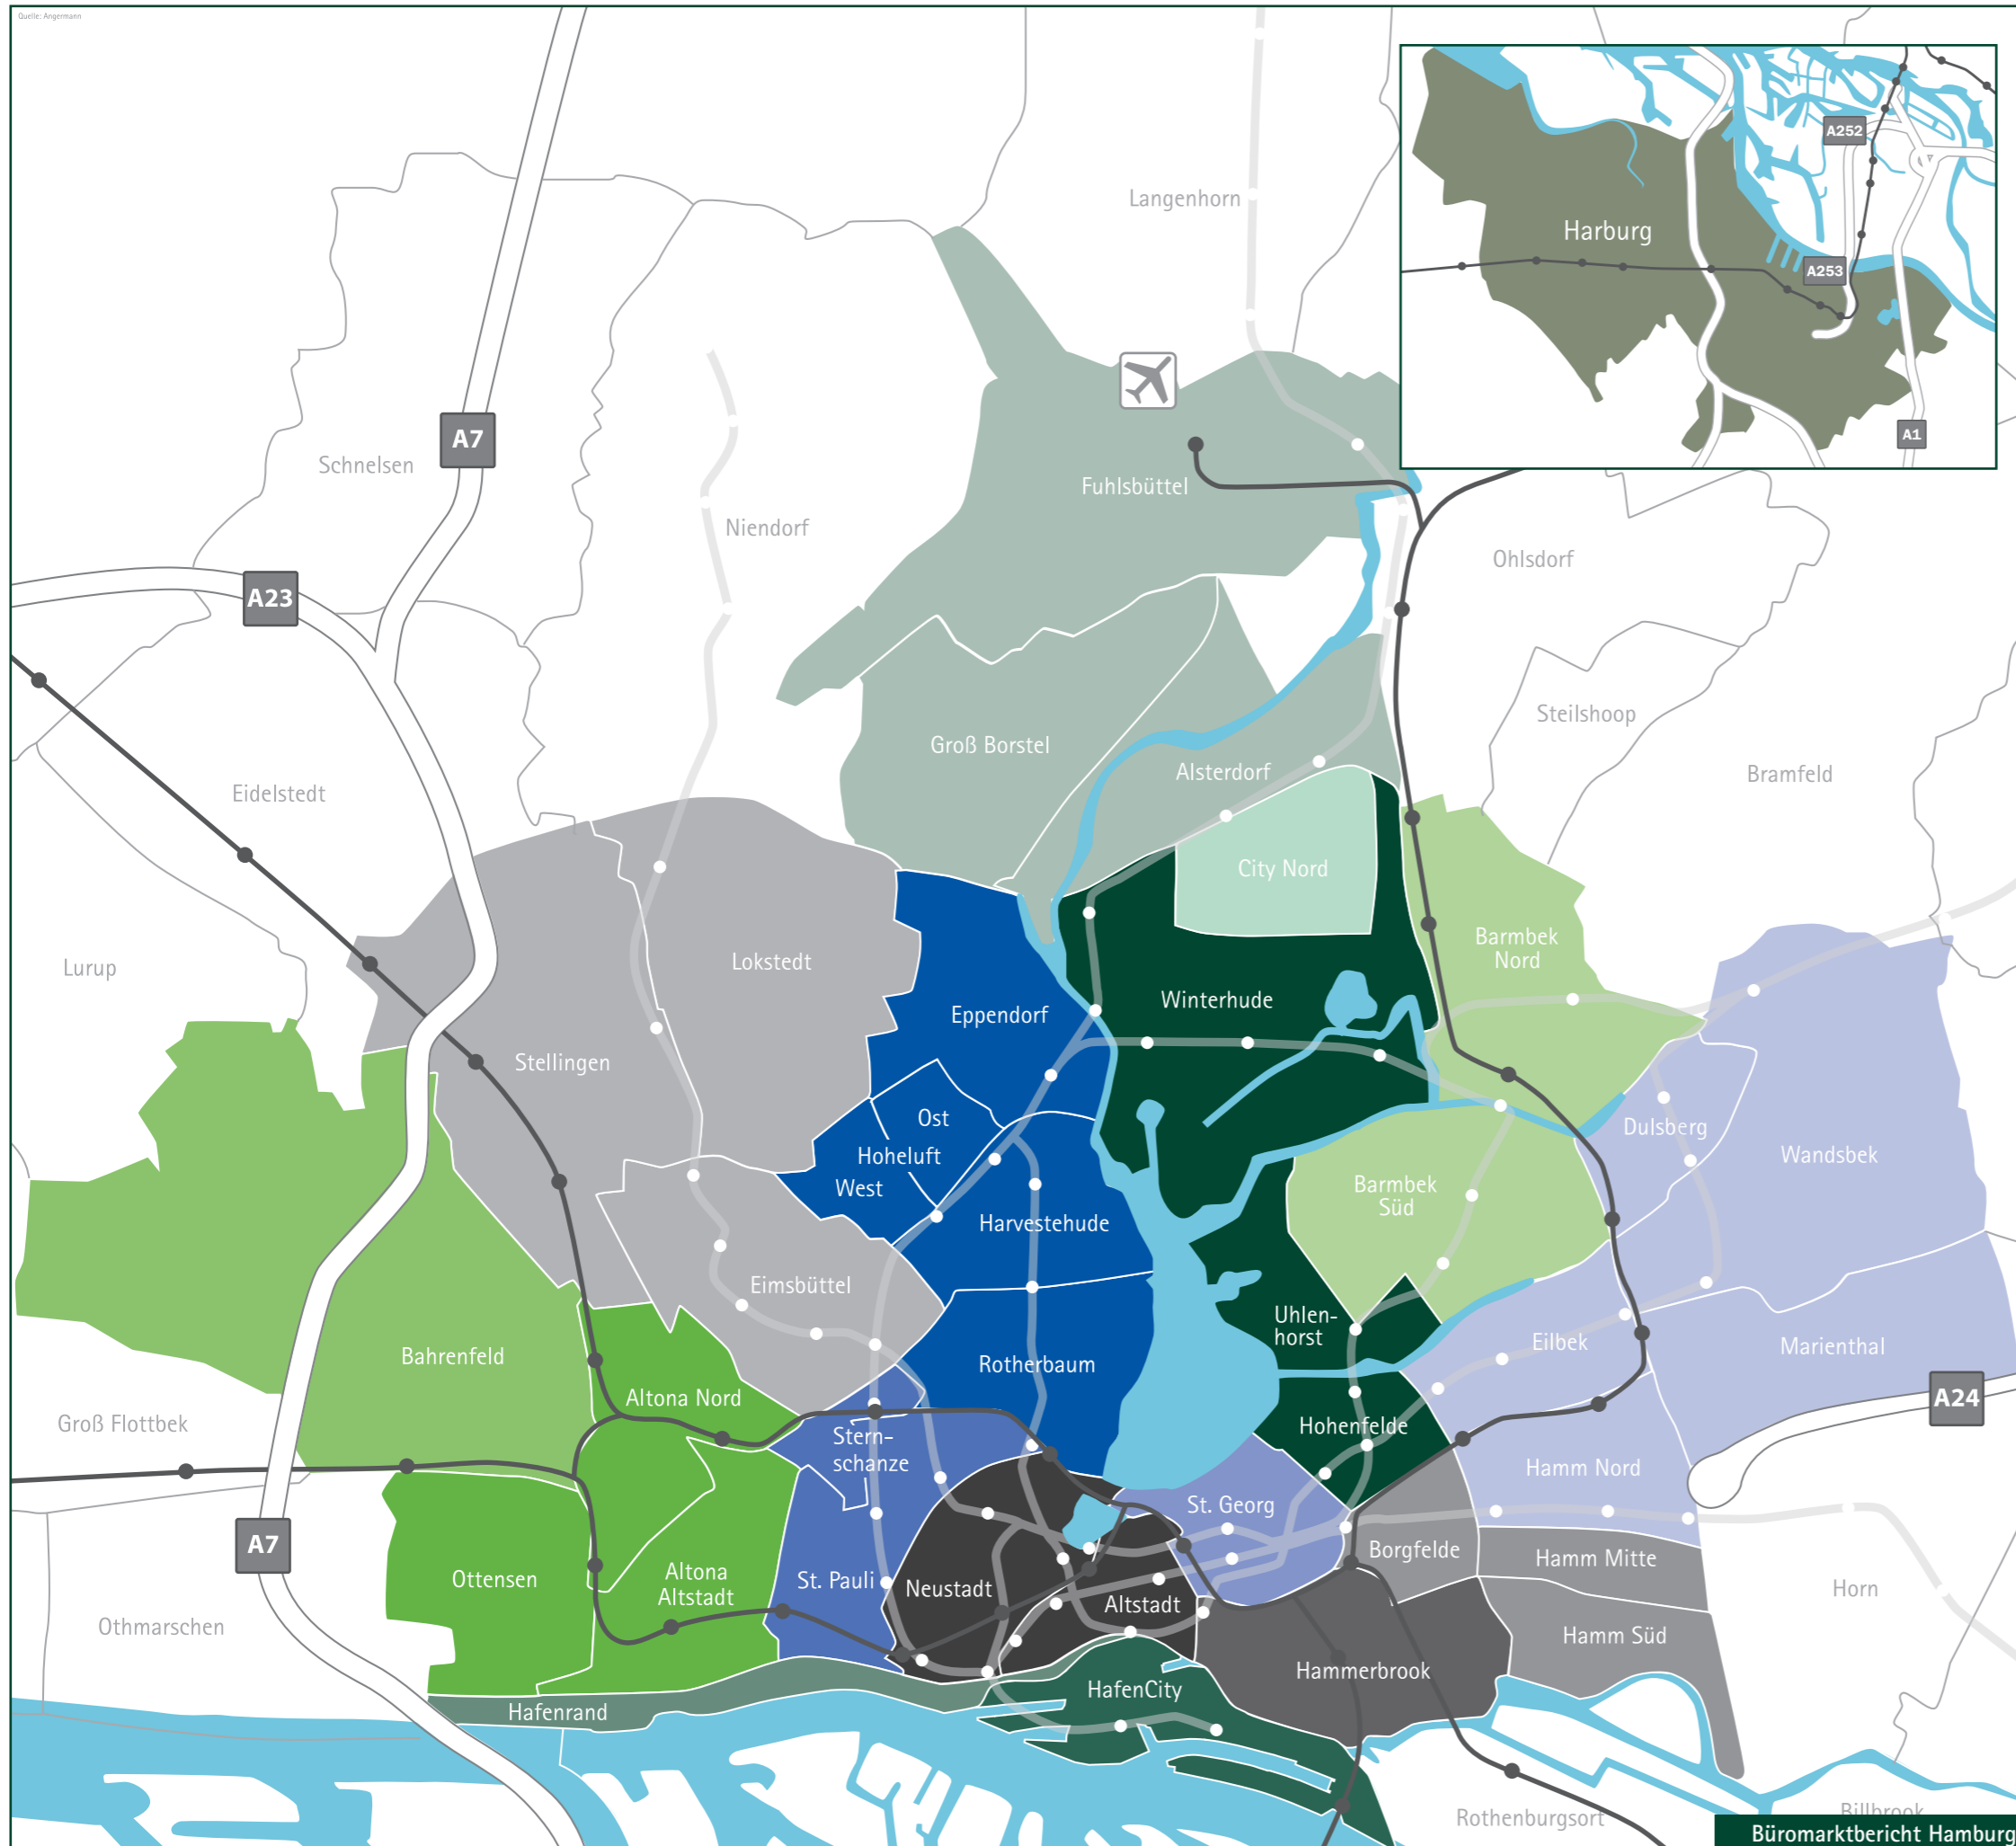 Quelle: Angermann
Langenhorn
A252
Harburg
A253
A1
A7
Schnelsen
Fuhlsbüttel
Niendorf
Ohlsdorf
A23
Steilshoop
Groß Borstel
Alsterdorf
Bramfeld
Eidelstedt
City Nord
Barmbek
Nord
Lurup
Lokstedt
Winterhude
Eppendorf
Stellingen
Ost
Hoheluft
West
Dulsberg
Wandsbek
Barmbek
Süd
Harvestehude
Eimsbüttel
Uhlen-
horst
Eilbek
Marienthal
Bahrenfeld
Rotherbaum
Altona Nord
A24
Groß Flottbek
Stern-
schanze
Hohenfelde
Hamm Nord
St. Georg
A7
Borgfelde
Hamm Mitte
Ottensen
Altona
Altstadt
St. Pauli
Neustadt
Altstadt
Horn
Othmarschen
Hamm Süd
Hammerbrook
HafenCity
Hafenrand
Rothenburgsort
Billbrook
Büromarktbericht Hamburg